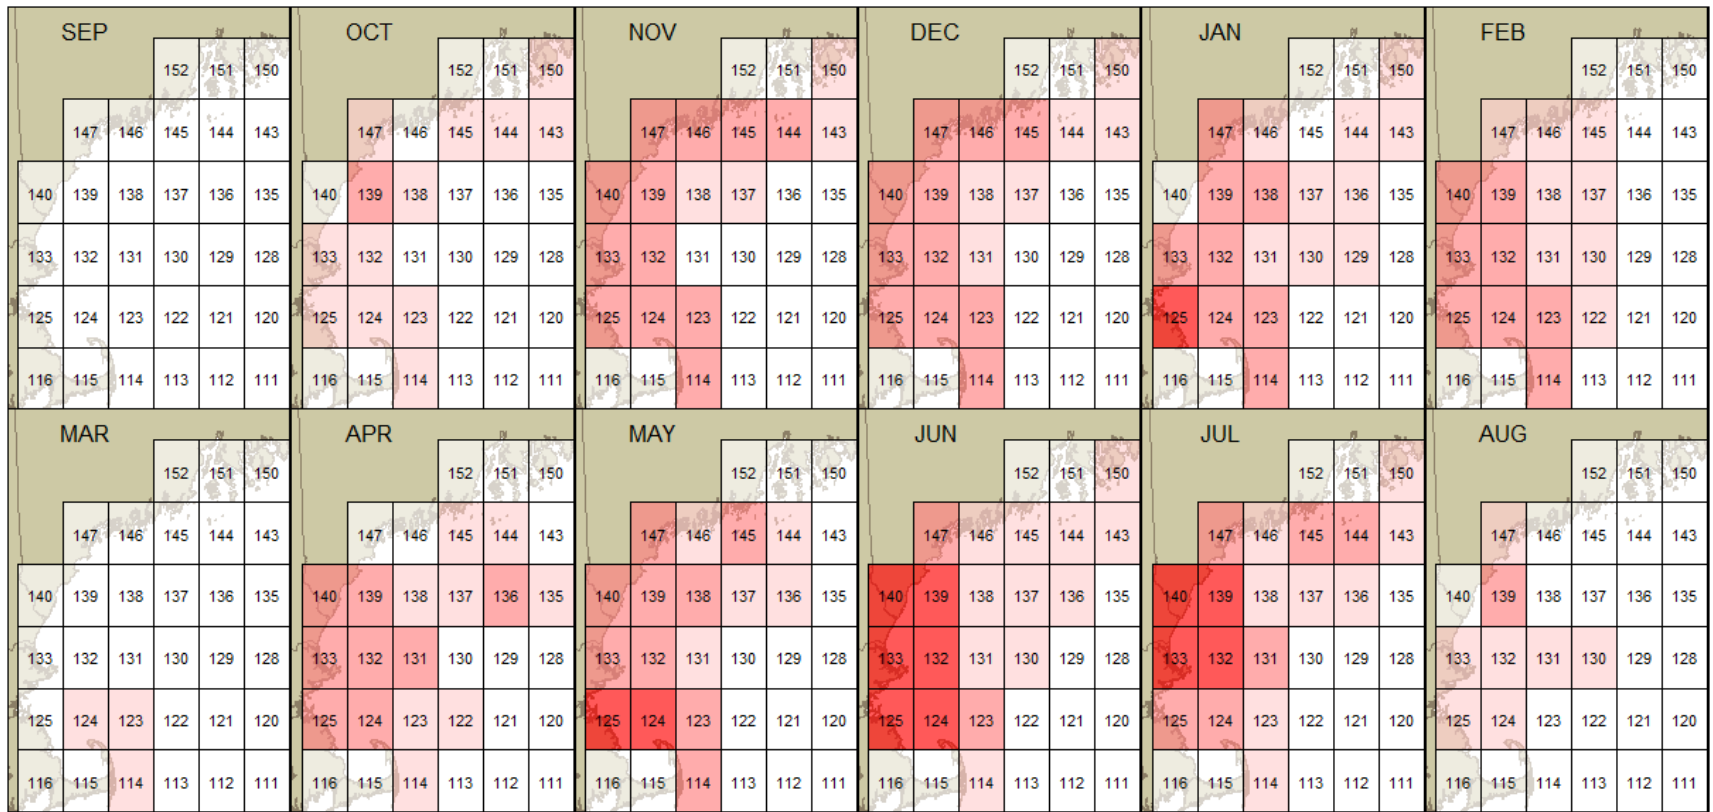 SEP OCT NOV DEC JAN FEB
152 151 150 152 151 150 152 151 150 152 151 150 152 151 150 152 151 150
147 146 145 144 143 147 146 145 144 143 147 146 145 144 143 147 146 145 144 143 147 146 145 144 143 147 146 145 144 143
140 139 138 137 136 135 140 139 138 137 136 135 140 139 138 137 136 135 140 139 138 137 136 135 140 139 138 137 136 135 140 139 138 137 136 135
133 132 131 130 129 128 133 132 131 130 129 128 133 132 131 130 129 128 133 132 131 130 129 128 133 132 131 130 129 128 133 132 131 130 129 128
125 124 123 122 121 120 125 124 123 122 121 120 125 124 123 122 121 120 125 124 123 122 121 120 125 124 123 122 121 120 125 124 123 122 121 120
116 115 114 113 112 111 116 115 114 113 112 111 116 115 114 113 112 111 116 115 114 113 112 111 116 115 114 113 112 111 116 115 114 113 112 111
MAR APR MAY JUN JUL AUG
152 151 150 152 151 150 152 151 150 152 151 150 152 151 150 152 151 150
147 146 145 144 143 147 146 145 144 143 147 146 145 144 143 147 146 145 144 143 147 146 145 144 143 147 146 145 144 143
140 139 138 137 136 135 140 139 138 137 136 135 140 139 138 137 136 135 140 139 138 137 136 135 140 139 138 137 136 135 140 139 138 137 136 135
133 132 131 130 129 128 133 132 131 130 129 128 133 132 131 130 129 128 133 132 131 130 129 128 133 132 131 130 129 128 133 132 131 130 129 128
125 124 123 122 121 120 125 124 123 122 121 120 125 124 123 122 121 120 125 124 123 122 121 120 125 124 123 122 121 120 125 124 123 122 121 120
116 115 114 113 112 111 116 115 114 113 112 111 116 115 114 113 112 111 116 115 114 113 112 111 116 115 114 113 112 111 116 115 114 113 112 111